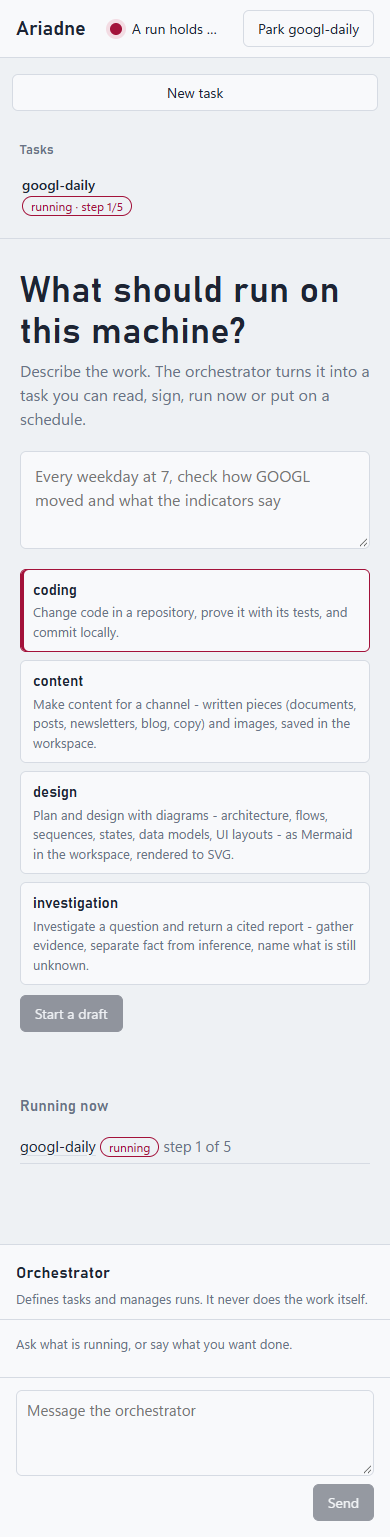 Ariadne
A run holds ...
Park googl-daily
New task
Tasks
googl-daily
running · step 1/5
What should run on
this machine?
Describe the work. The orchestrator turns it into a
task you can read, sign, run now or put on a
schedule.
Every weekday at 7, check how GOOGL
moved and what the indicators say
coding
Change code in a repository, prove it with its tests, and
commit locally.
content
Make content for a channel - written pieces (documents,
posts, newsletters, blog, copy) and images, saved in the
workspace.
design
Plan and design with diagrams - architecture, flows,
sequences, states, data models, UI layouts - as Mermaid
in the workspace, rendered to SVG.
investigation
Investigate a question and return a cited report - gather
evidence, separate fact from inference, name what is still
unknown.
Start a draft
Running now
googl-daily running step 1 of 5
Orchestrator
Defines tasks and manages runs. It never does the work itself.
Ask what is running, or say what you want done.
Message the orchestrator
Send